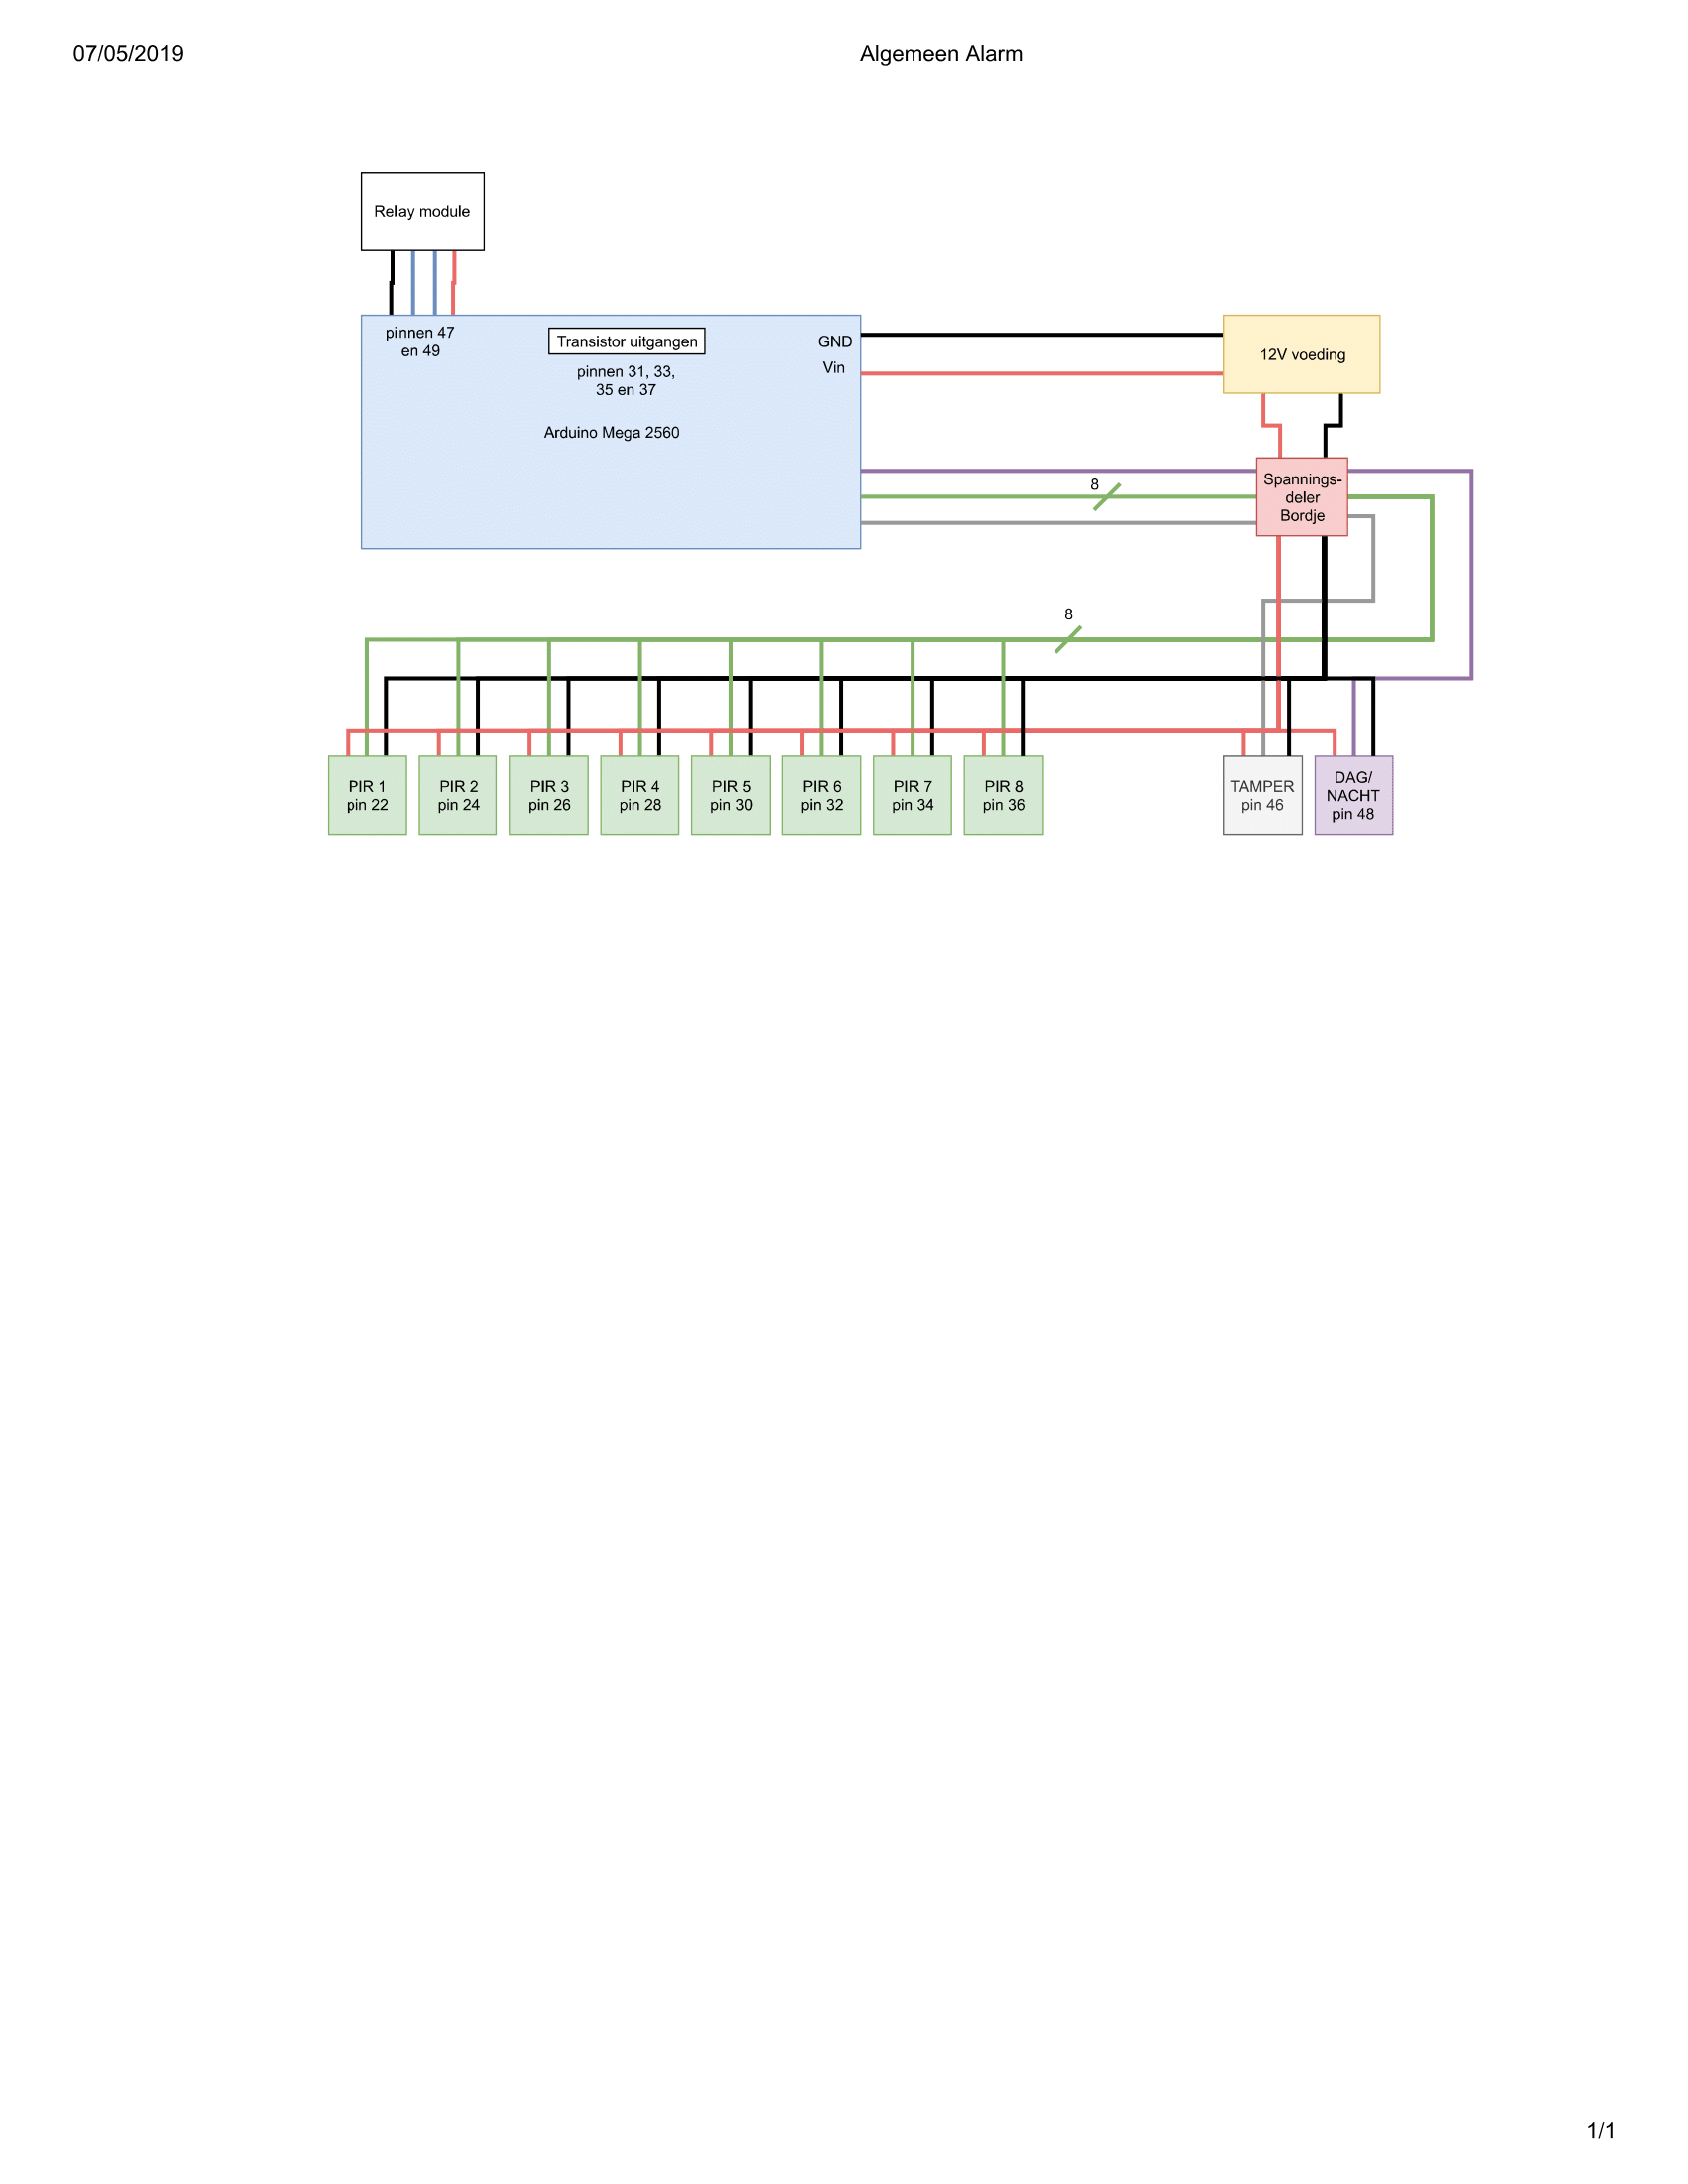 07/05/2019
Algemeen Alarm
Relay module
pinnen 47
en 49
Transistor uitgangen
pinnen 31, 33,
35 en 37
Arduino Mega 2560
GND
Vin
12V voeding
Spannings-
deler
Bordje
8
8
PIR 1
pin 22
PIR 2
pin 24
PIR 3
pin 26
PIR 4
pin 28
PIR 5
pin 30
PIR 6
pin 32
PIR 7
pin 34
PIR 8
pin 36
TAMPER
pin 46
DAG/
NACHT
pin 48
1/1